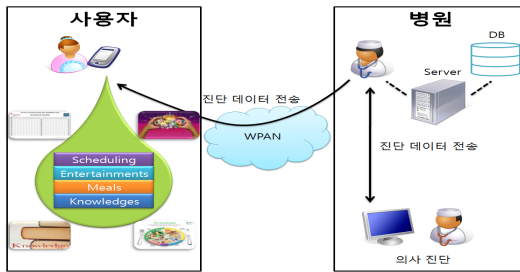 사용자
병원
DB
Server
진단 데이터 전송
WPAN
진단 데이터 전송
Scheduling
Entertainments
Meals
Knowledges
Knowledge
의사 진단